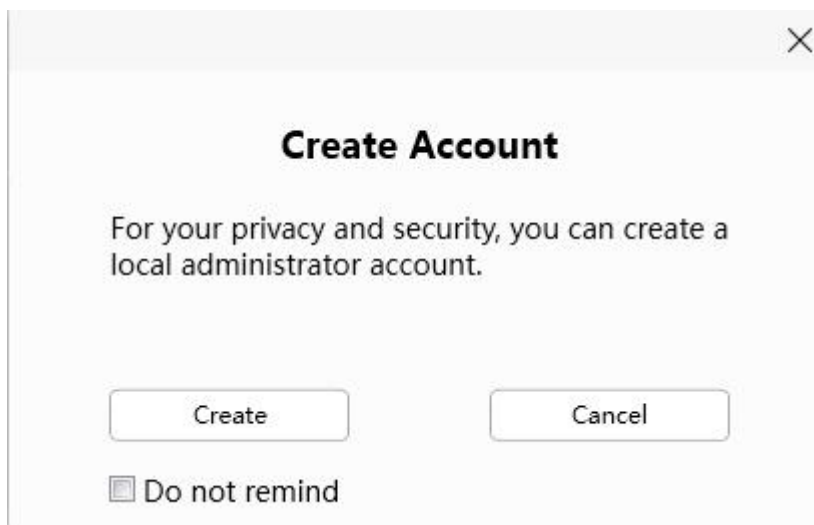 Create Account
For your privacy and security, you can create a
local administrator account.
Create
Cancel
Do not remind